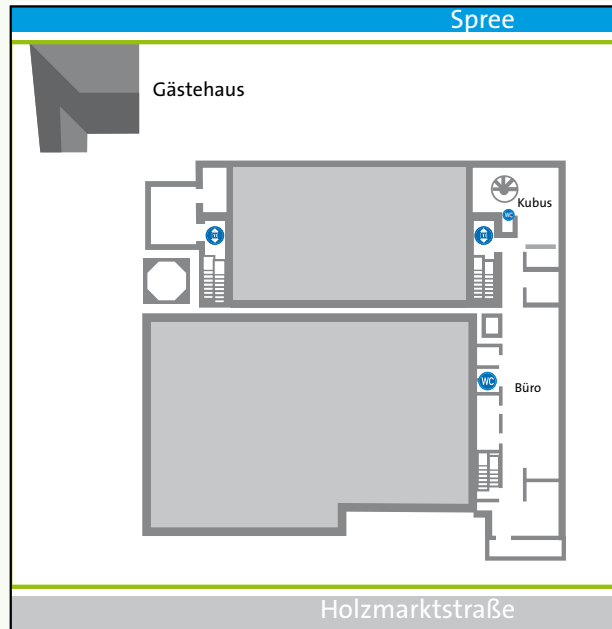 Spree
Gästehaus
Kubus
WC
WC
Büro
Holzmarktstraße